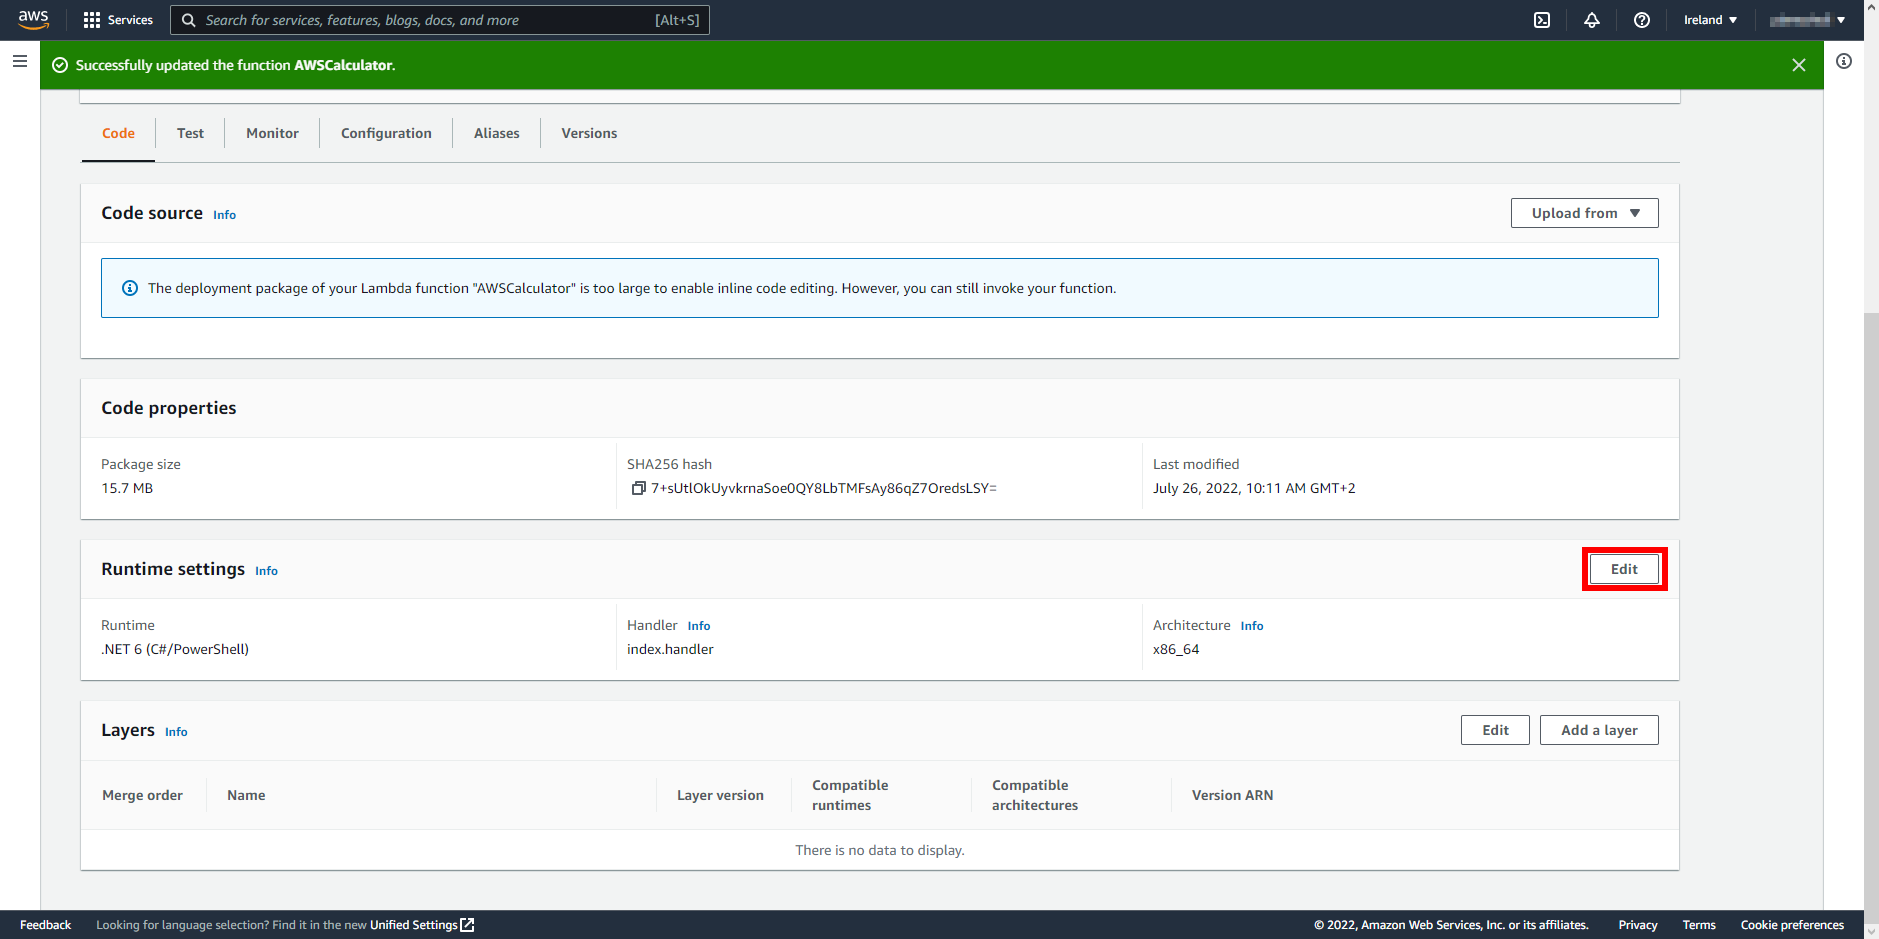 aws
Services
Search for services, features, blogs, docs, and more
[Alt+S]
Ireland
Successfully updated the function AWSCalculator.
Code
Test
Monitor
Configuration
Aliases
Versions
Code source Info
Upload from
The deployment package of your Lambda function "AWSCalculator" is too large to enable inline code editing. However, you can still invoke your function.
Code properties
Package size
15.7 MB
SHA256 hash
7+sUtlOkUyvkrnaSoe0QY8LbTMFsAy86qZ7OredsLSY=
Last modified
July 26, 2022, 10:11 AM GMT+2
Runtime settings Info
Edit
Runtime
.NET 6 (C#/PowerShell)
Handler Info
index.handler
Architecture Info
x86_64
Layers Info
Edit
Add a layer
Merge order
Name
Layer version
Compatible
runtimes
Compatible
architectures
Version ARN
There is no data to display.
Feedback
Looking for language selection? Find it in the new Unified Settings
© 2022, Amazon Web Services, Inc. or its affiliates.
Privacy
Terms
Cookie preferences